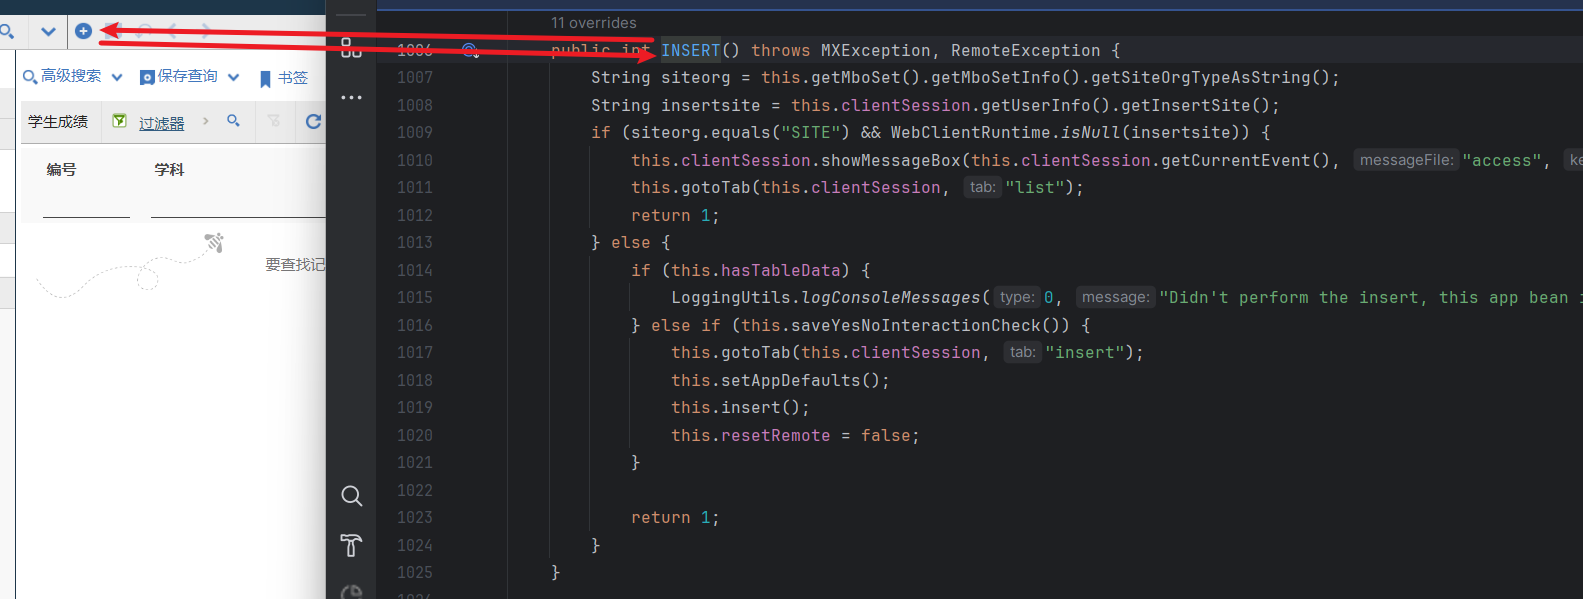 高级搜索
保存查询
书签
学生成绩
过滤器
编号
学科
要查找记
11 overrides
1006 public int INSERT() throws MXException, RemoteException {
1007 String siteorg = this.getMboSet().getMboSetInfo().getSiteOrgTypeAsString();
1008 String insertsite = this.clientSession.getUserInfo().getInsertSite();
1009 if (siteorg.equals("SITE") && WebClientRuntime.isNull(insertsite)) {
1010 this.clientSession.showMessageBox(this.clientSession.getCurrentEvent(), messageFile: "access", ke
1011 this.gotoTab(this.clientSession, tab: "list");
1012 return 1;
1013 } else {
1014 if (this.hasTableData) {
1015 LoggingUtils.logConsoleMessages( type: 0, message: "Didn't perform the insert, this app bean i
1016 } else if (this.saveYesNoInteractionCheck()) {
1017 this.gotoTab(this.clientSession, tab: "insert");
1018 this.setAppDefaults();
1019 this.insert();
1020 this.resetRemote = false;
1021 }
1022
1023 return 1;
1024 }
1025 }